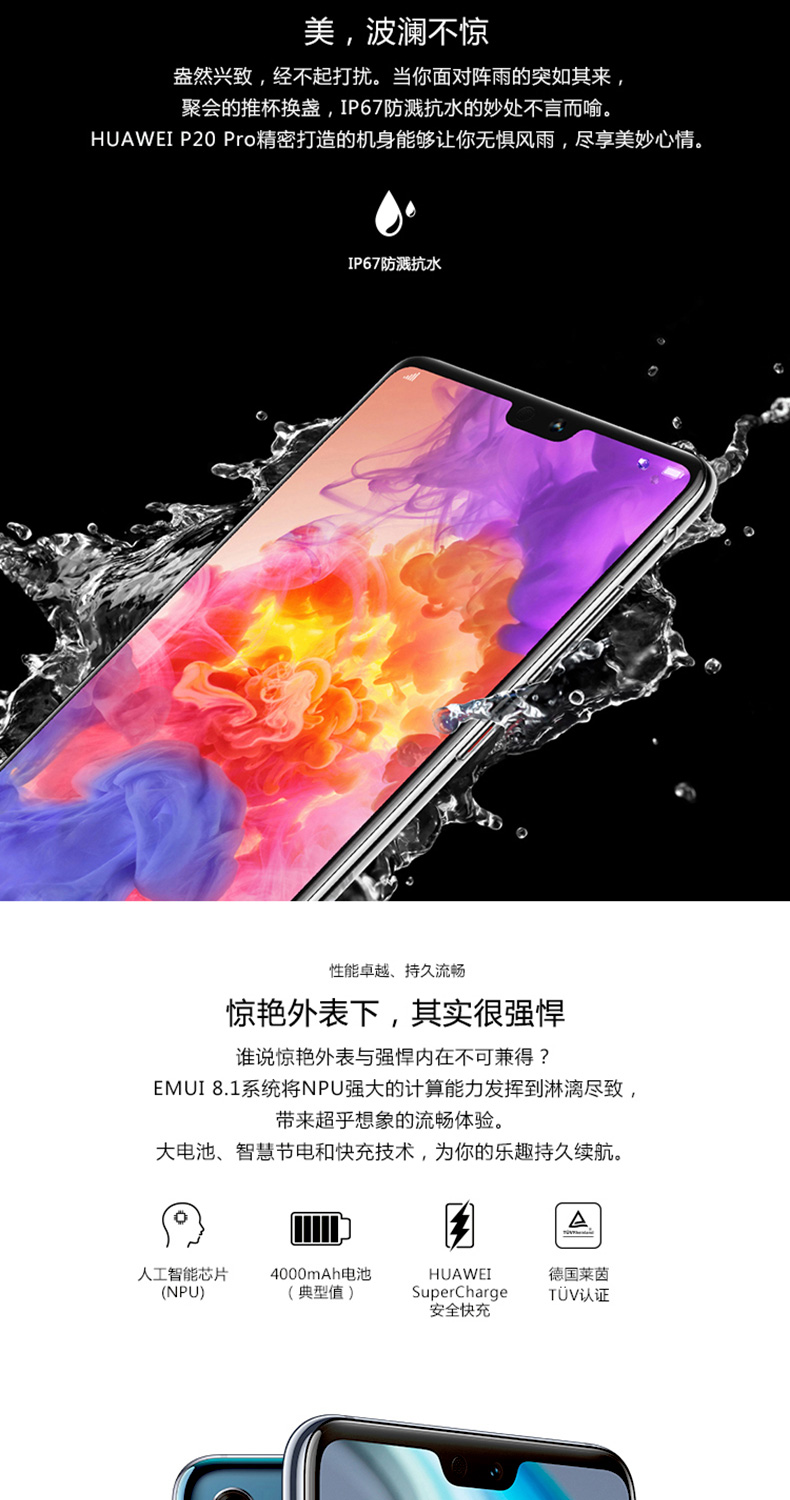 美，波澜不惊
盎然兴致，经不起打扰。当你面对阵雨的突如其来，
聚会的推杯换盏，IP67防溅抗水的妙处不言而喻。
HUAWEI P20 Pro精密打造的机身能够让你无惧风雨，尽享美妙心情。
IP67防溅抗水
性能卓越、持久流畅
惊艳外表下，其实很强悍
谁说惊艳外表与强悍内在不可兼得？
EMUI 8.1系统将NPU强大的计算能力发挥到淋漓尽致，
带来超乎想象的流畅体验。
大电池、智慧节电和快充技术，为你的乐趣持久续航。
TÜVRheinland
人工智能芯片
(NPU)
4000mAh电池
（典型值）
HUAWEI
SuperCharge
安全快充
德国莱茵
TÜV认证